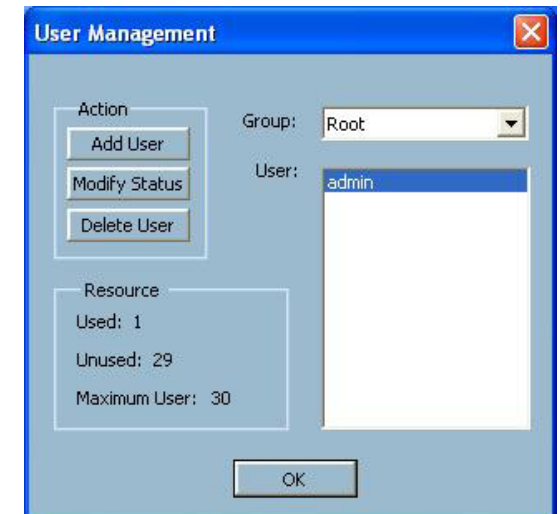 User Management
Action
Add User
Modify Status
Delete User
Group:
Root
User:
admin
Resource
Used: 1
Unused: 29
Maximum User: 30
OK